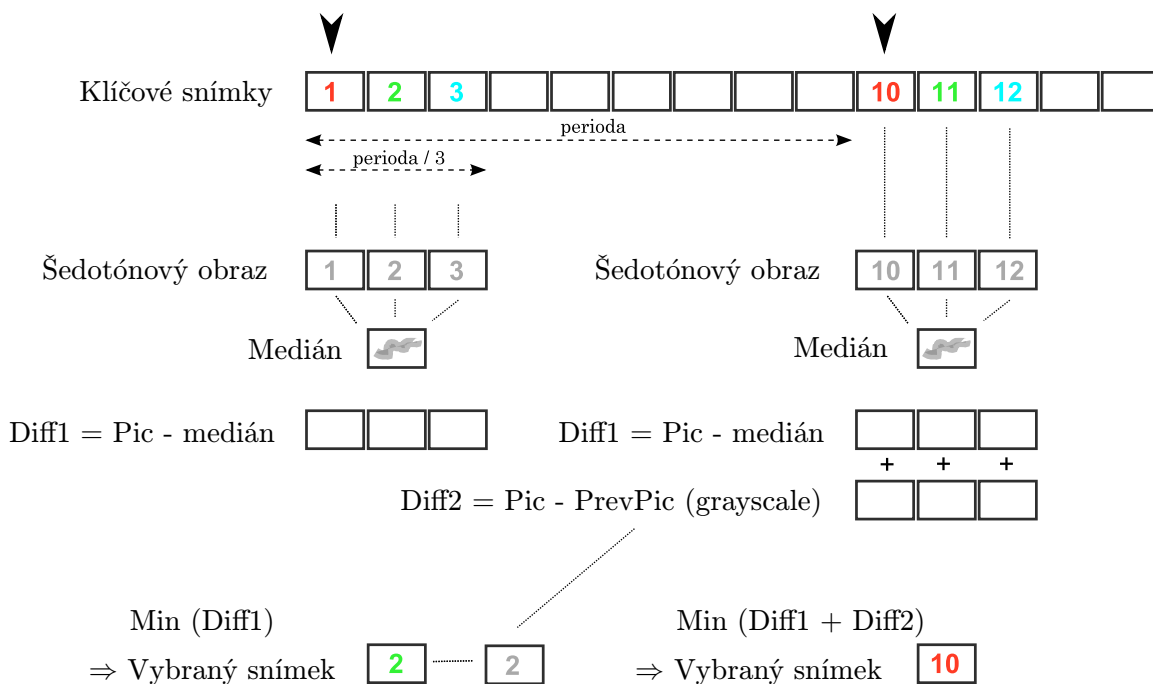 Klíčové snímky 1 2 3 10 11 12
perioda
perioda / 3
Šedotónový obraz 1 2 3 Šedotónový obraz 10 11 12
Medián Medián
Diff1 = Pic - medián Diff1 = Pic - medián
+ + +
Diff2 = Pic - PrevPic (grayscale)
Min (Diff1) Min (Diff1 + Diff2)
⇒ Vybraný snímek 2 2 ⇒ Vybraný snímek 10